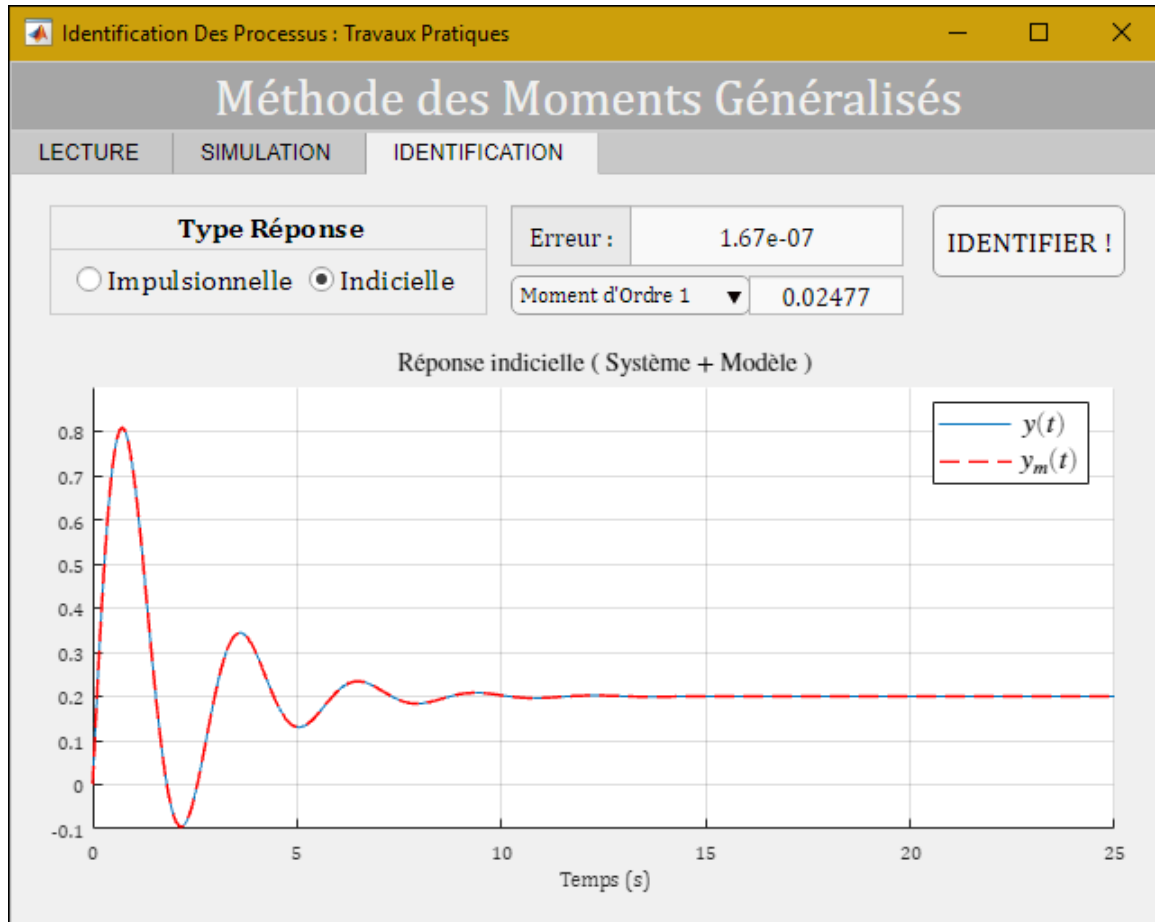 Identification Des Processus : Travaux Pratiques
Méthode des Moments Généralisés
LECTURE SIMULATION IDENTIFICATION
Type Réponse
Impulsionnelle Indicielle
Erreur : 1.67e-07
IDENTIFIER !
Moment d'Ordre 1 0.02477
Réponse indicielle ( Système + Modèle )
y(t)
y_m(t)
0.8
0.7
0.6
0.5
0.4
0.3
0.2
0.1
0
-0.1
0 5 10 15 20 25
Temps (s)